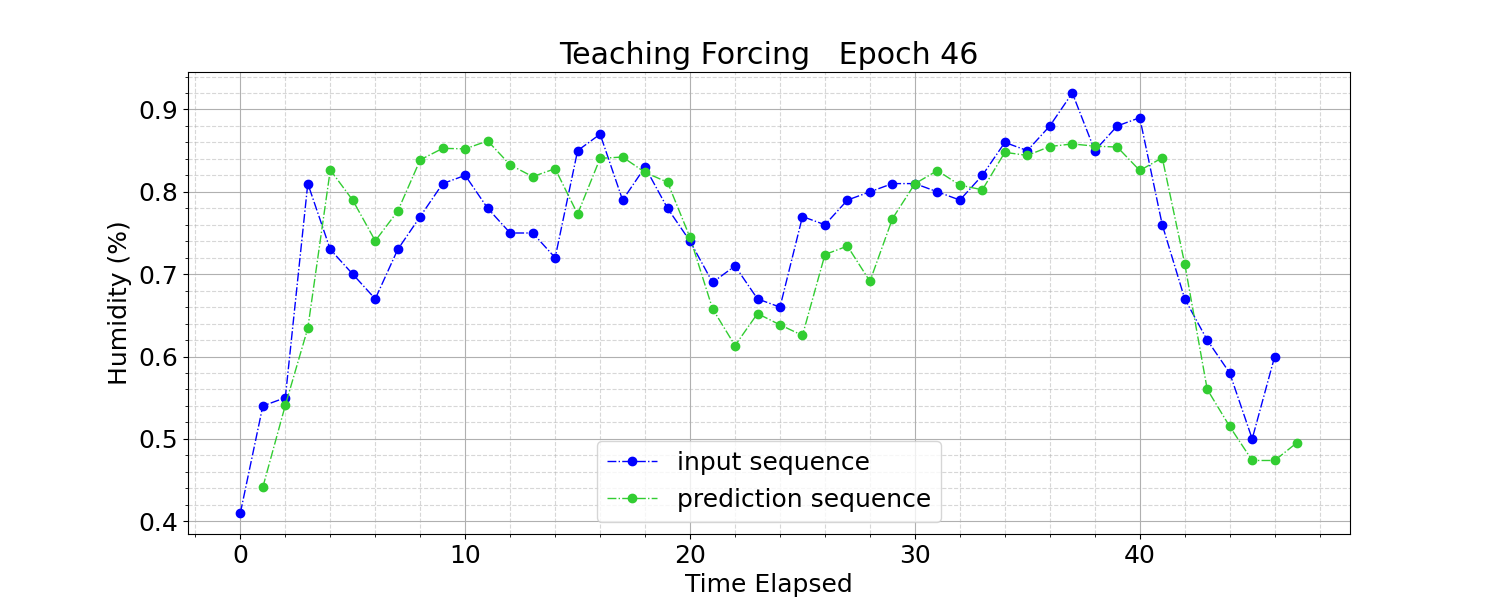 Teaching Forcing   Epoch 46
Humidity (%)
0.9
0.8
0.7
0.6
0.5
0.4
input sequence
prediction sequence
0 10 20 30 40
Time Elapsed